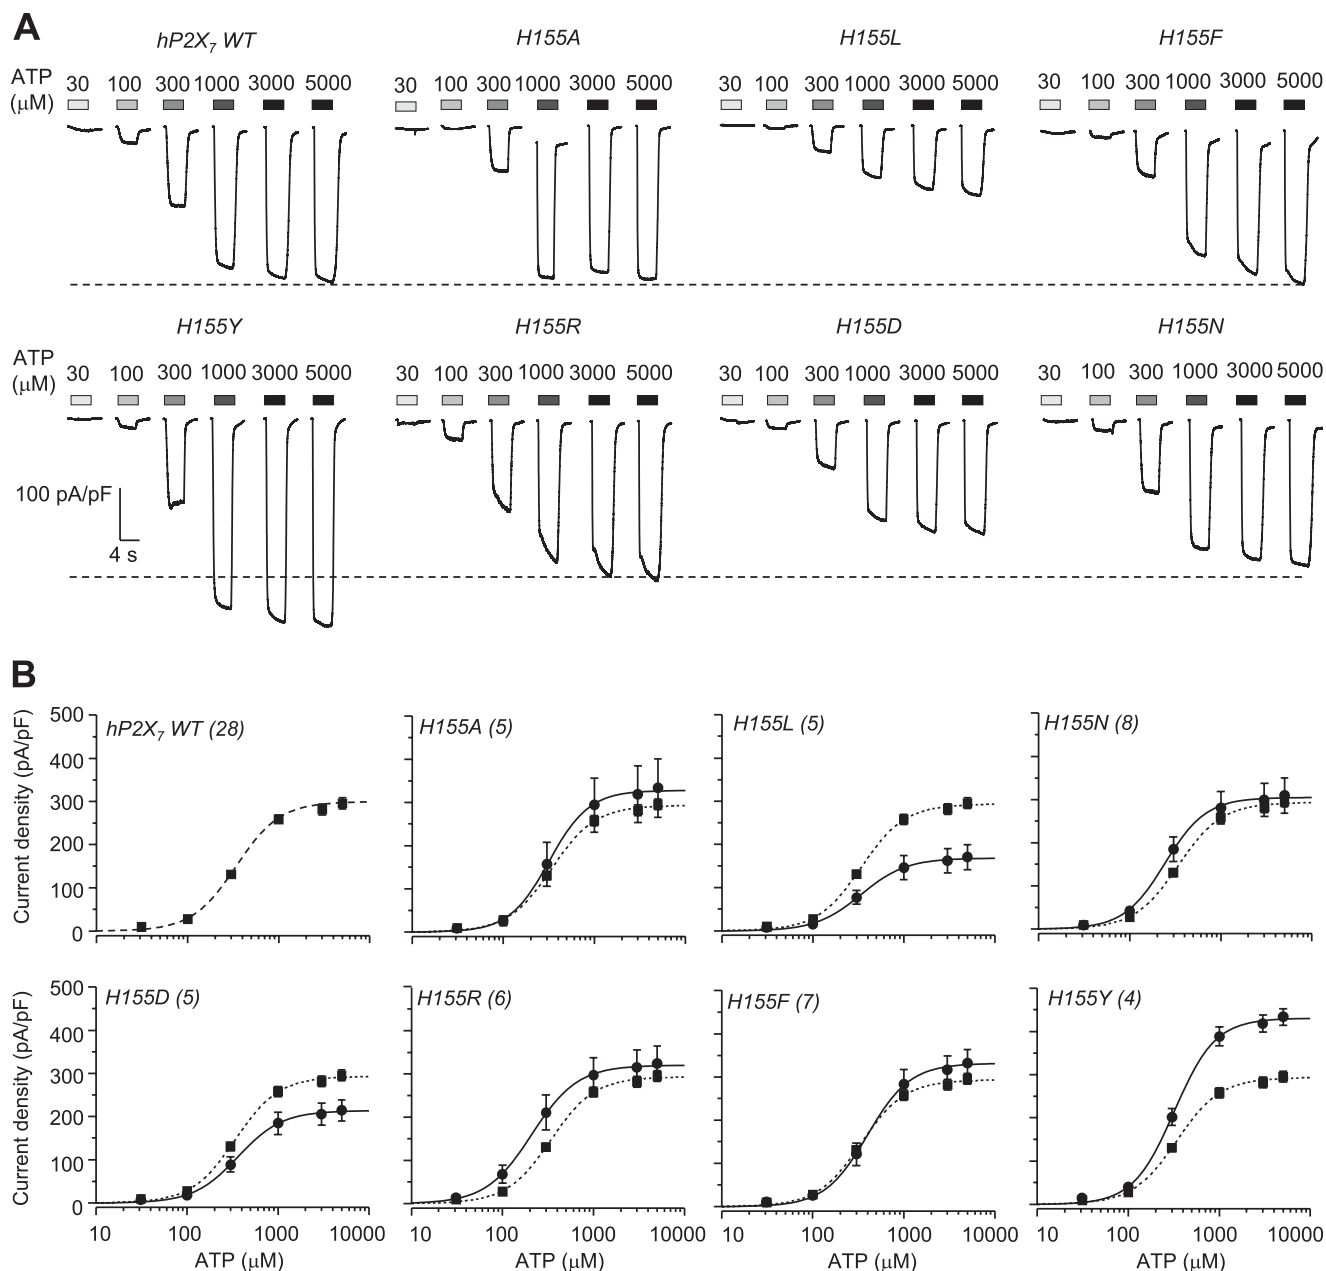 A
hP2X7 WT H155A H155L H155F
ATP (μM) 30 100 300 1000 3000 5000 30 100 300 1000 3000 5000 30 100 300 1000 3000 5000 30 100 300 1000 3000 5000
H155Y H155R H155D H155N
ATP (μM) 30 100 300 1000 3000 5000 30 100 300 1000 3000 5000 30 100 300 1000 3000 5000 30 100 300 1000 3000 5000
100 pA/pF
4 s
B
Current density (pA/pF)
500
400
300
200
100
0
hP2X7 WT (28) H155A (5) H155L (5) H155N (8)
Current density (pA/pF)
500
400
300
200
100
0
H155D (5) H155R (6) H155F (7) H155Y (4)
10 100 1000 10000 10 100 1000 10000 10 100 1000 10000 10 100 1000 10000
ATP (μM) ATP (μM) ATP (μM) ATP (μM)